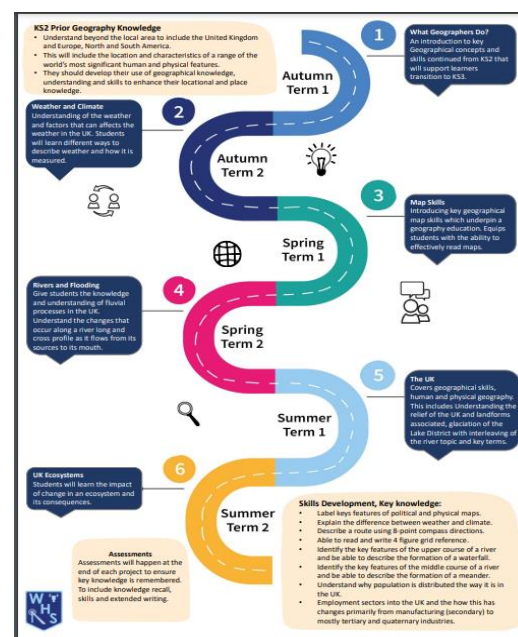 KS2 Prior Geography Knowledge
• Understand beyond the local area to include the United Kingdom
and Europe, North and South America.
• This will include the location and characteristics of a range of the
world's most significant human and physical features.
• They should develop their use of geographical knowledge,
understanding and skills to enhance their locational and place
knowledge.
1
What Geographers Do?
An introduction to key
Geographical concepts and
skills continued from KS2 that
will support learners
transition to KS3.
Autumn
Term 1
2
Weather and Climate
Understanding of the weather
and factors that can affects the
weather in the UK. Students
will learn different ways to
describe weather and how it is
measured.
Autumn
Term 2
3
Map Skills
Introducing key geographical
map skills which underpin a
geography education. Equips
students with the ability to
effectively read maps.
Spring
Term 1
4
Rivers and Flooding
Give students the knowledge
and understanding of fluvial
processes in the UK.
Understand the changes that
occur along a river long and
cross profile as it flows from its
sources to its mouth.
Spring
Term 2
5
The UK
Covers geographical skills,
human and physical geography.
This includes Understanding the
relief of the UK and landforms
associated, glaciation of the
Lake District with interleaving of
the river topic and key terms.
Summer
Term 1
6
UK Ecosystems
Students will learn the impact
of change in an ecosystem and
its consequences.
Summer
Term 2
Assessments
Assessments will happen at the
end of each project to ensure
key knowledge is remembered.
To include knowledge recall,
skills and extended writing.
Skills Development, Key knowledge:
• Label keys features of political and physical maps.
• Explain the difference between weather and climate.
• Describe a route using 8-point compass directions.
• Able to read and write 4 figure grid reference.
• Identify the key features of the upper course of a river
and be able to describe the formation of a waterfall.
• Identify the key features of the middle course of a river
and be able to describe the formation of a meander.
• Understand why population is distributed the way it is in
the UK.
• Employment sectors into the UK and the how this has
changes primarily from manufacturing (secondary) to
mostly tertiary and quaternary industries.
W H S